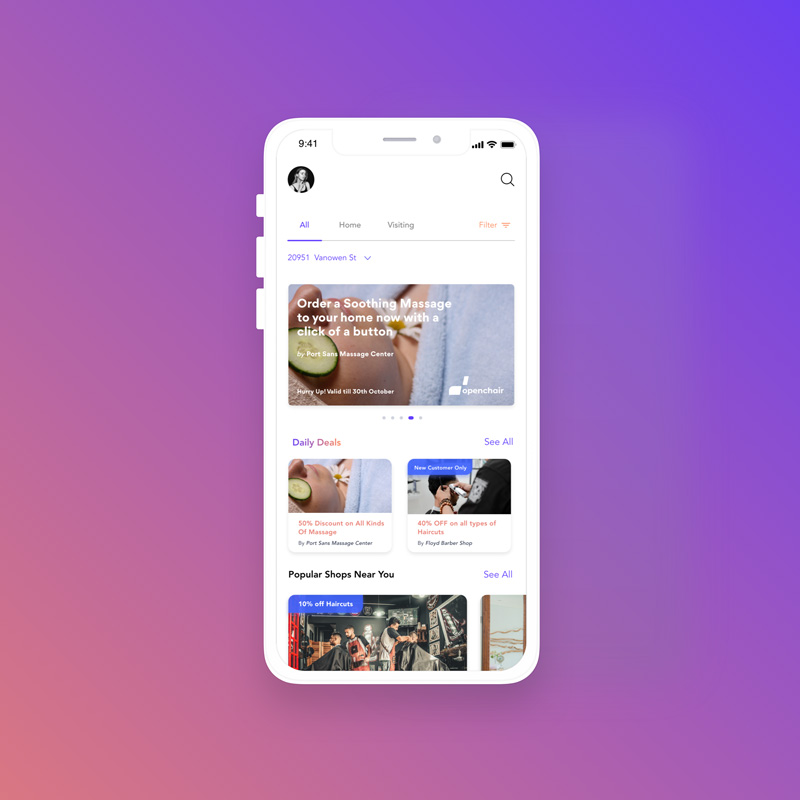 9:41
All Home Visiting Filter
20951 Vanowen St
Order a Soothing Massage
to your home now with a
click of a button
by Port Sans Massage Center
Hurry Up! Valid till 30th October
openchair
Daily Deals See All
New Customer Only
50% Discount on All Kinds
Of Massage
By Port Sans Massage Center
40% OFF on all types of
Haircuts
By Floyd Barber Shop
Popular Shops Near You See All
10% off Haircuts